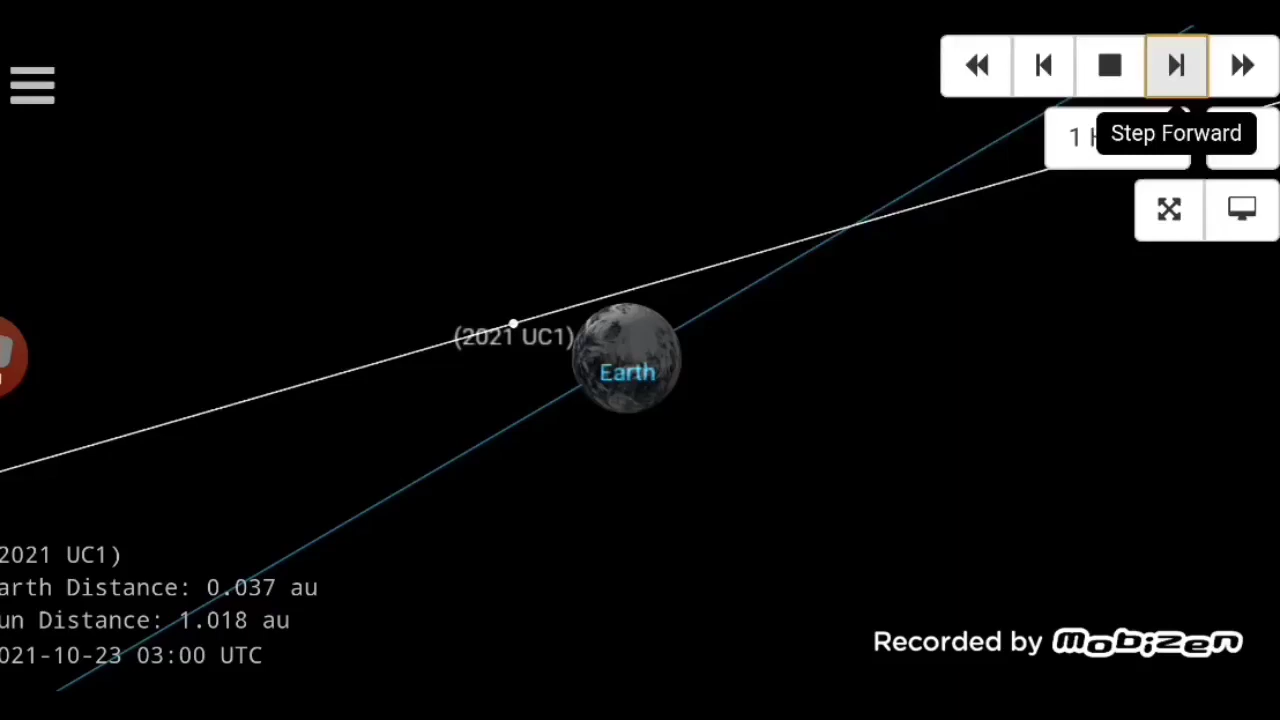 1 H
Step Forward
(2021 UC1)
Earth
2021 UC1)
arth Distance: 0.037 au
un Distance: 1.018 au
021-10-23 03:00 UTC
Recorded by mobizen